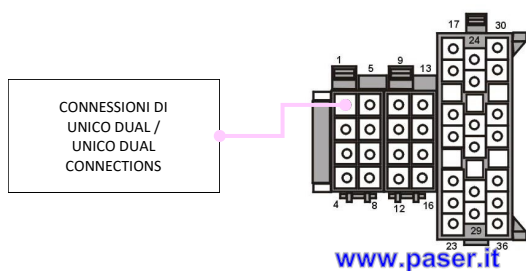 CONNESSIONI DI
UNICO DUAL /
UNICO DUAL
CONNECTIONS
17 24 30
1 5 9 13
4 8 12 16
23 29 36
www.paser.it